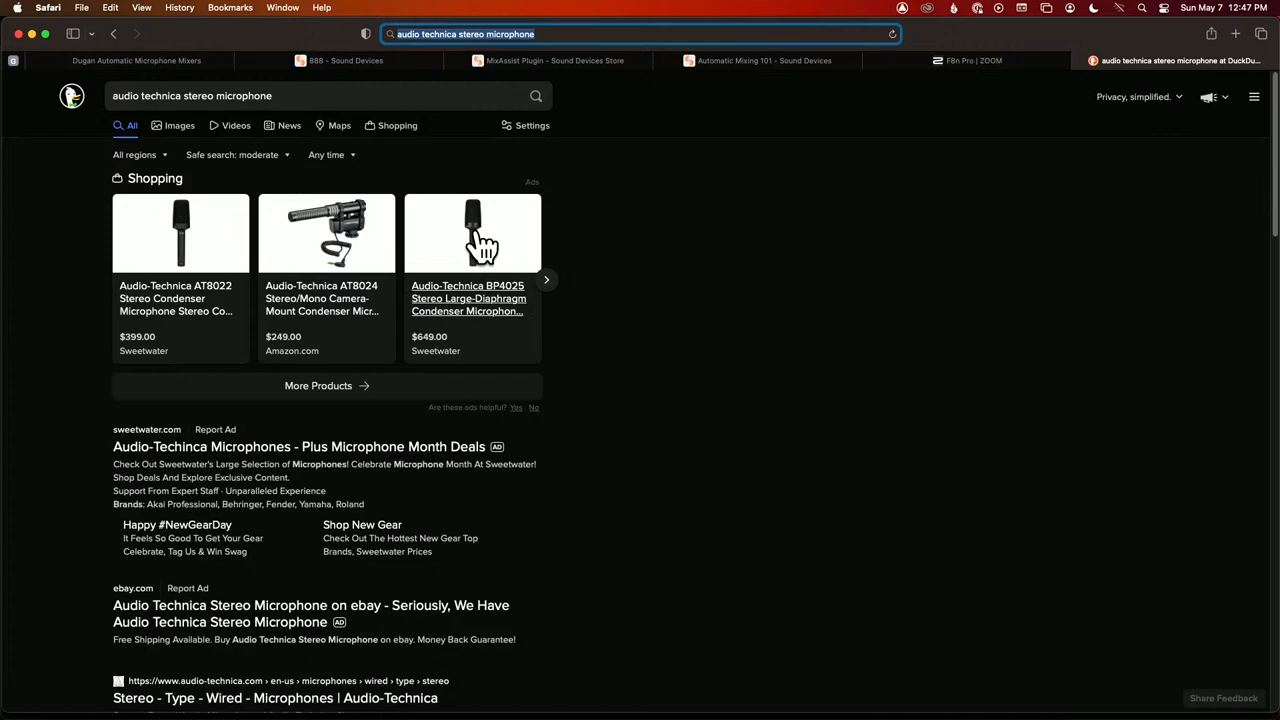 Safari File Edit View History Bookmarks Window Help Sun May 7 12:47 PM
audio technica stereo microphone
G Dugan Automatic Microphone Mixers 888 - Sound Devices MixAssist Plugin - Sound Devices Store Automatic Mixing 101 - Sound Devices F8n Pro | ZOOM audio technica stereo microphone at DuckDu...
audio technica stereo microphone
Privacy, simplified.
All Images Videos News Maps Shopping Settings
All regions Safe search: moderate Any time
Shopping Ads
Audio-Technica AT8022
Stereo Condenser
Microphone Stereo Co...
$399.00
Sweetwater
Audio-Technica AT8024
Stereo/Mono Camera-
Mount Condenser Micr...
$249.00
Amazon.com
Audio-Technica BP4025
Stereo Large-Diaphragm
Condenser Microphon...
$649.00
Sweetwater
More Products
Are these ads helpful? Yes No
sweetwater.com Report Ad
Audio-Techinca Microphones - Plus Microphone Month Deals AD
Check Out Sweetwater's Large Selection of Microphones! Celebrate Microphone Month At Sweetwater!
Shop Deals And Explore Exclusive Content.
Support From Expert Staff · Unparalleled Experience
Brands: Akai Professional, Behringer, Fender, Yamaha, Roland
Happy #NewGearDay
It Feels So Good To Get Your Gear
Celebrate, Tag Us & Win Swag
Shop New Gear
Check Out The Hottest New Gear Top
Brands, Sweetwater Prices
ebay.com Report Ad
Audio Technica Stereo Microphone on ebay - Seriously, We Have
Audio Technica Stereo Microphone AD
Free Shipping Available. Buy Audio Technica Stereo Microphone on ebay. Money Back Guarantee!
https://www.audio-technica.com › en-us › microphones › wired › type › stereo
Stereo - Type - Wired - Microphones | Audio-Technica
Share Feedback